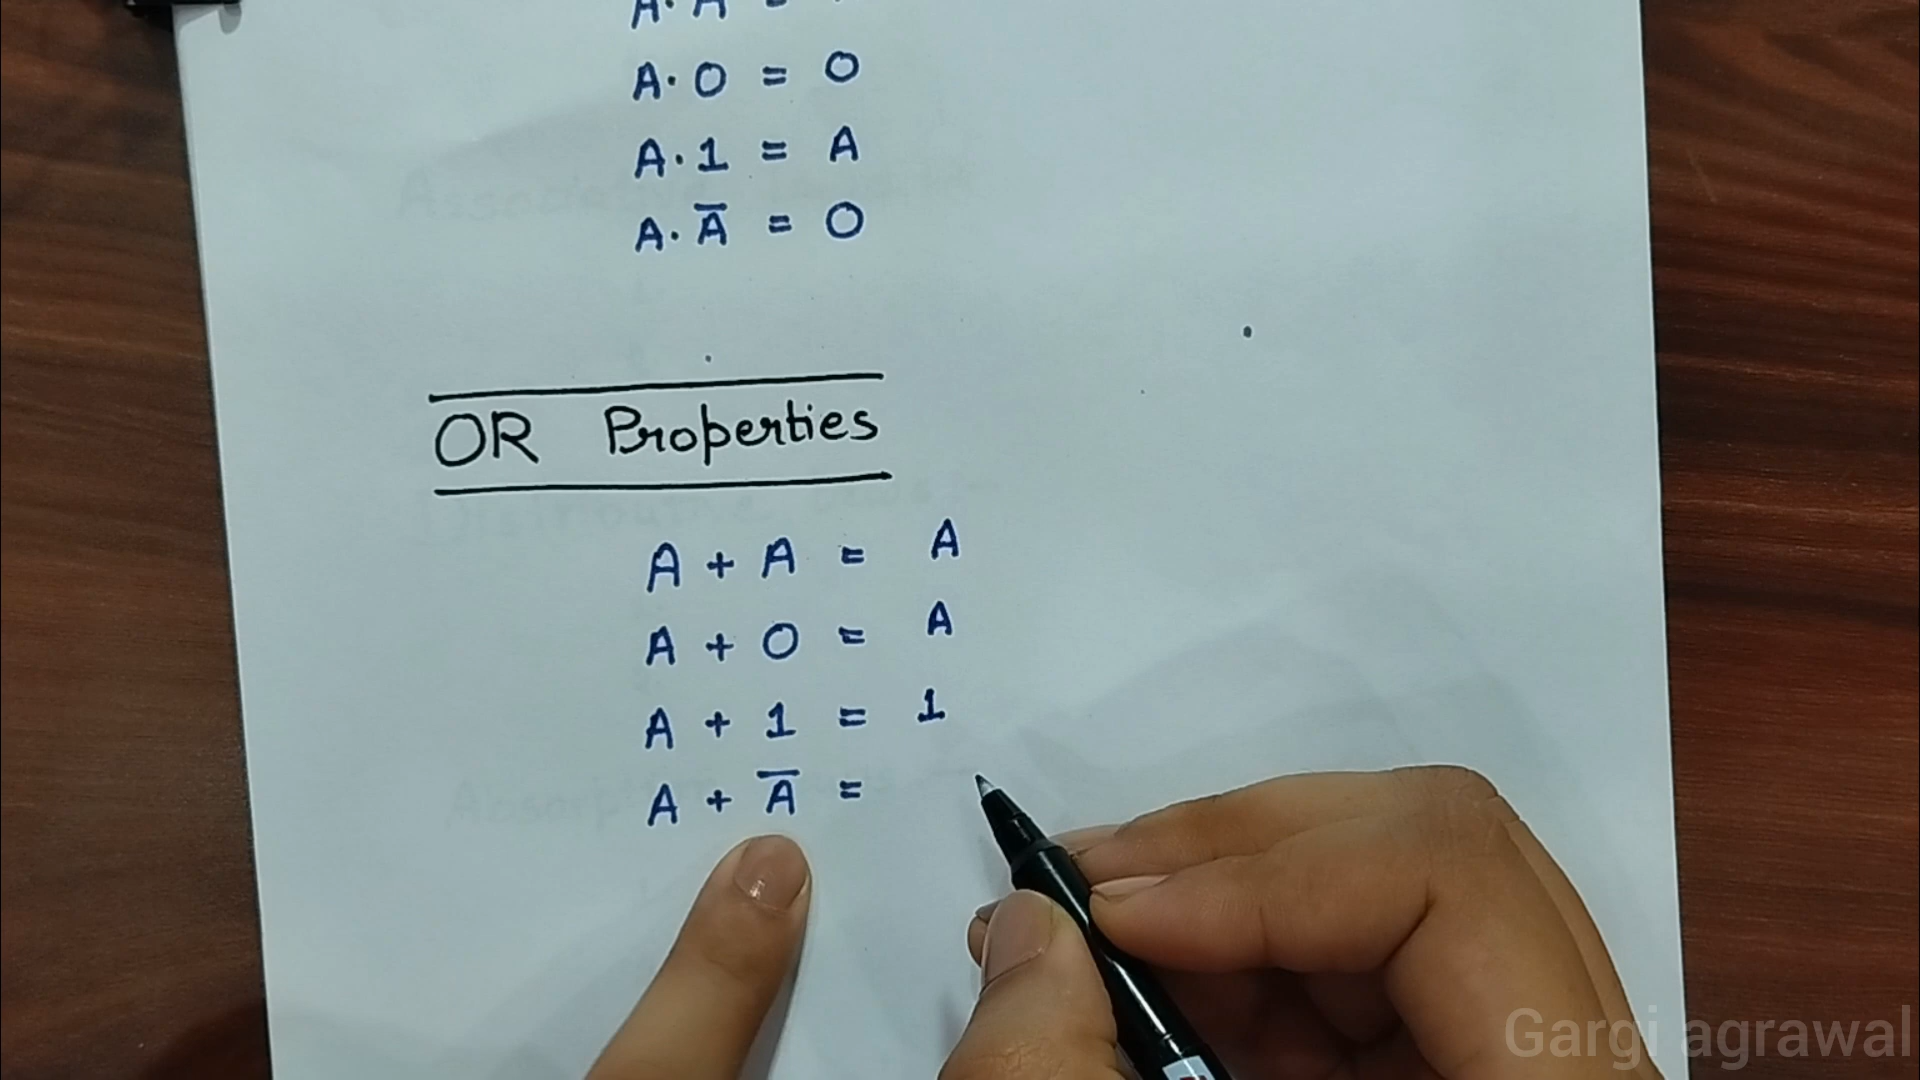 A · A =
A · 0 = 0
A · 1 = A
A · A̅ = 0
OR Properties
A + A = A
A + 0 = A
A + 1 = 1
A + A̅ =
Gargi agrawal